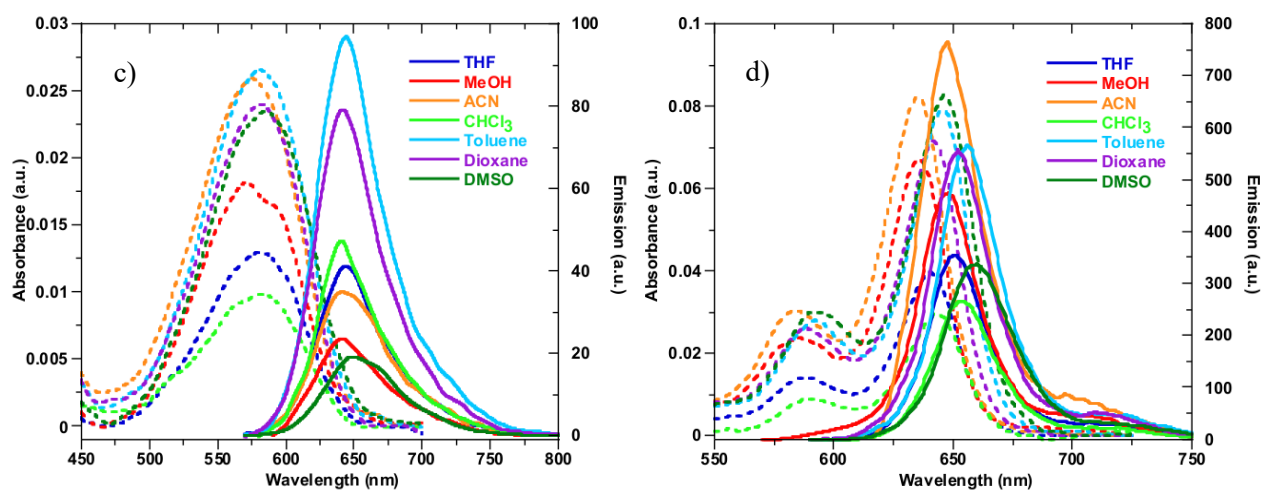 c)
0.03
0.025
0.02
0.015
0.01
0.005
0
Absorbance (a.u.)
100
80
60
40
20
0
Emission (a.u.)
450 500 550 600 650 700 750 800
Wavelength (nm)
THF
MeOH
ACN
CHCl3
Toluene
Dioxane
DMSO
d)
0.1
0.08
0.06
0.04
0.02
0
Absorbance (a.u.)
800
700
600
500
400
300
200
100
0
Emission (a.u.)
550 600 650 700 750
Wavelength (nm)
THF
MeOH
ACN
CHCl3
Toluene
Dioxane
DMSO